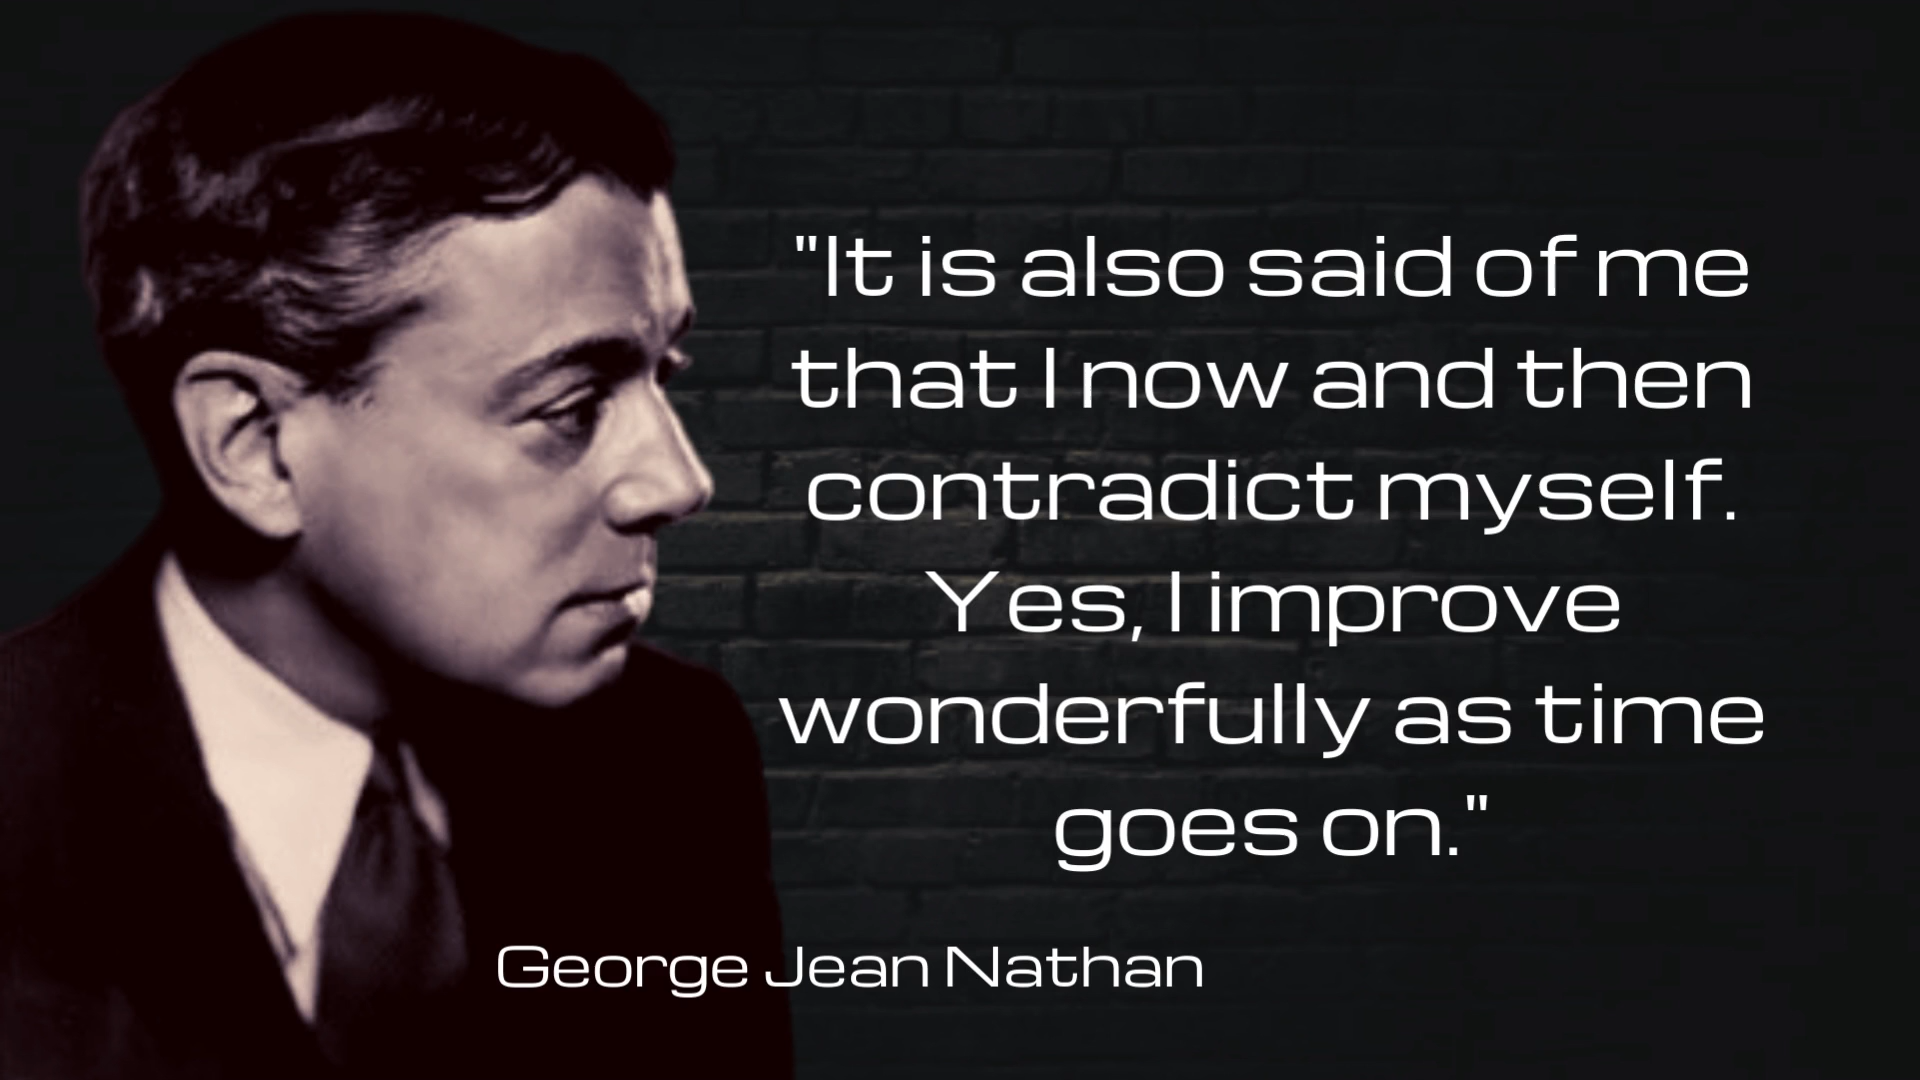 "It is also said of me
that I now and then
contradict myself.
Yes, I improve
wonderfully as time
goes on."
George Jean Nathan